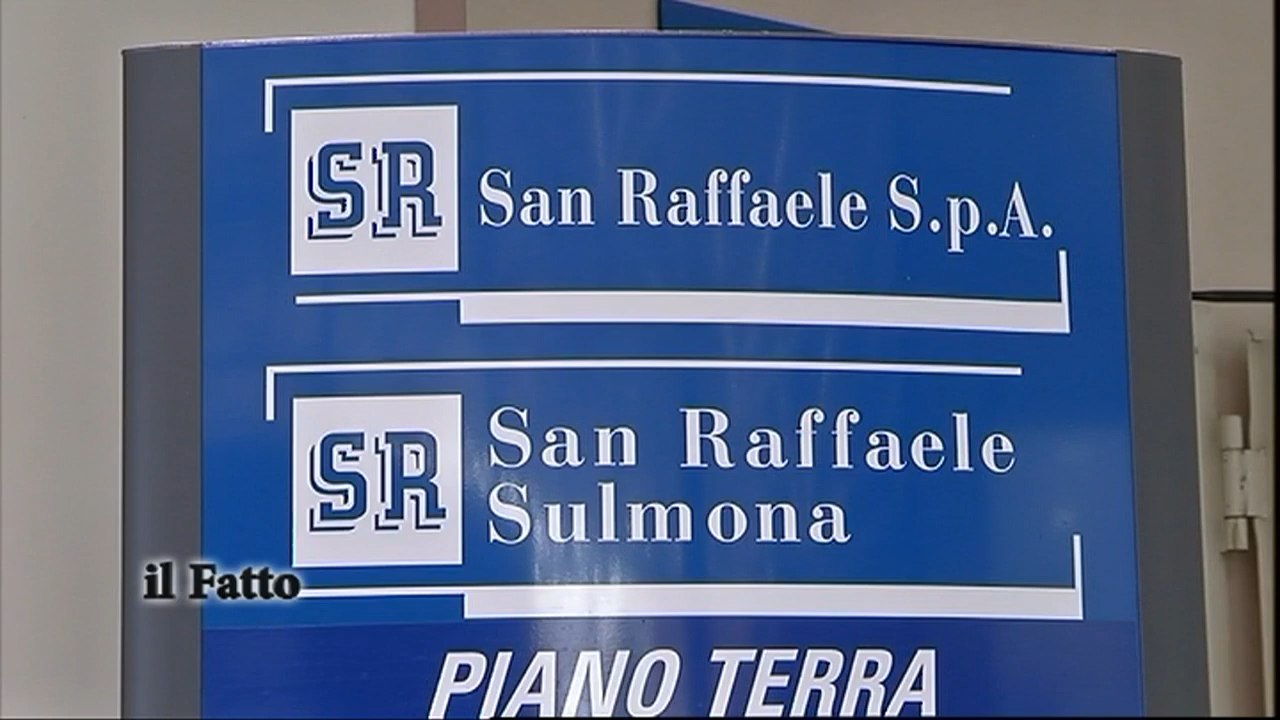 SR
San Raffaele S.p.A.
SR
San Raffaele
Sulmona
il Fatto
PIANO TERRA